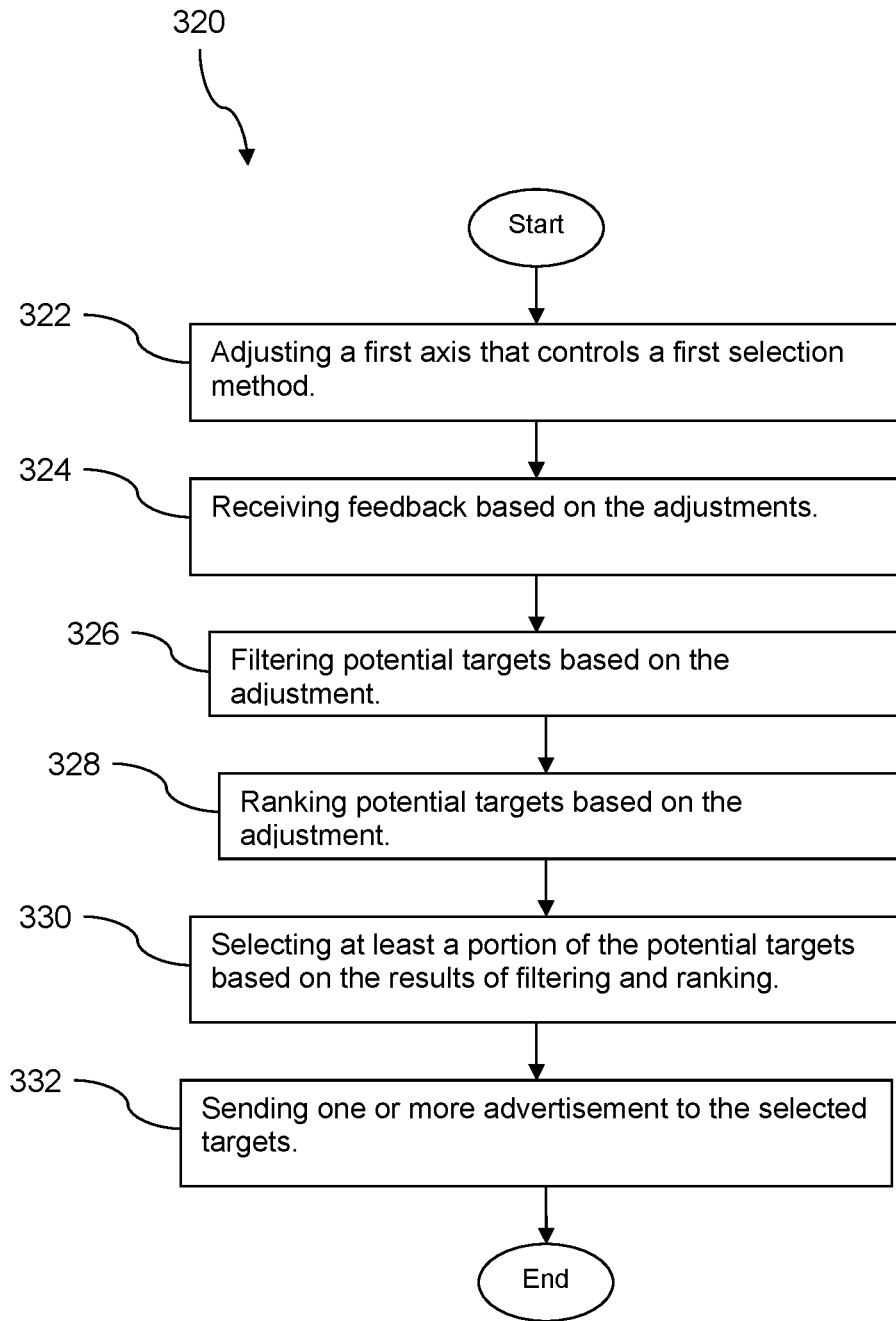 320
Start
322
Adjusting a first axis that controls a first selection
method.
324
Receiving feedback based on the adjustments.
326
Filtering potential targets based on the
adjustment.
328
Ranking potential targets based on the
adjustment.
330
Selecting at least a portion of the potential targets
based on the results of filtering and ranking.
332
Sending one or more advertisement to the selected
targets.
End